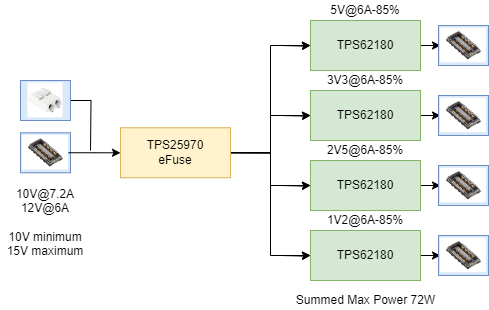 5V@6A-85%
TPS62180
3V3@6A-85%
TPS62180
TPS25970
eFuse
2V5@6A-85%
TPS62180
10V@7.2A
12V@6A
10V minimum
15V maximum
1V2@6A-85%
TPS62180
Summed Max Power 72W